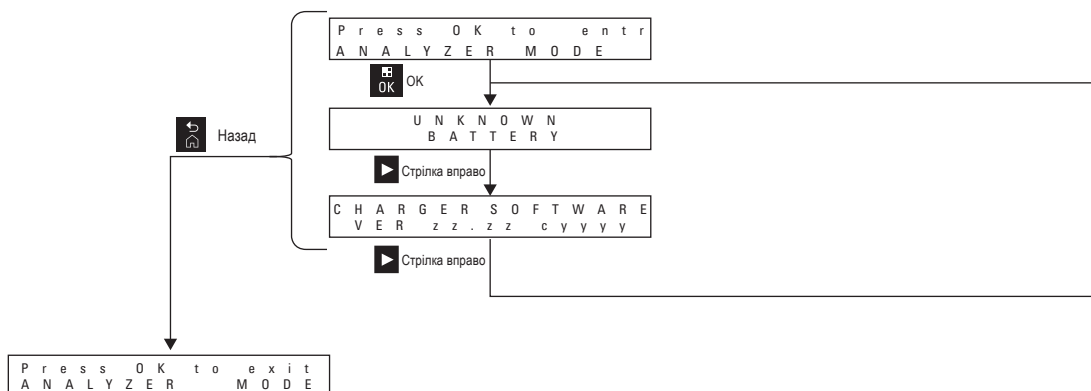 Press OK to entr
ANALYZER MODE
OK OK
UNKNOWN
BATTERY
Назад
Стрілка вправо
CHARGER SOFTWARE
VER zz.zz cyyyy
Стрілка вправо
Press OK to exit
ANALYZER MODE